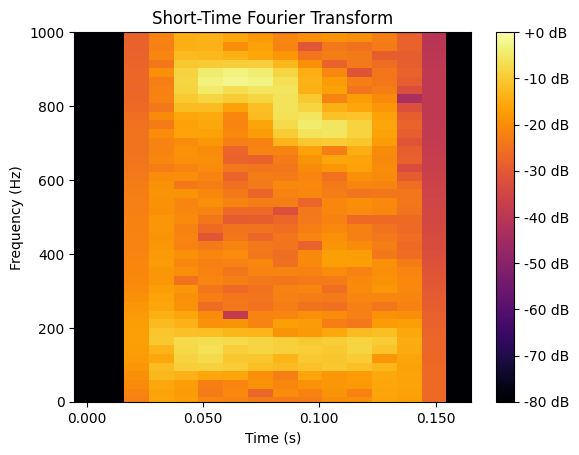 Short-Time Fourier Transform
1000
800
600
400
200
0
Frequency (Hz)
0.000
0.050
0.100
0.150
Time (s)
+0 dB
-10 dB
-20 dB
-30 dB
-40 dB
-50 dB
-60 dB
-70 dB
-80 dB